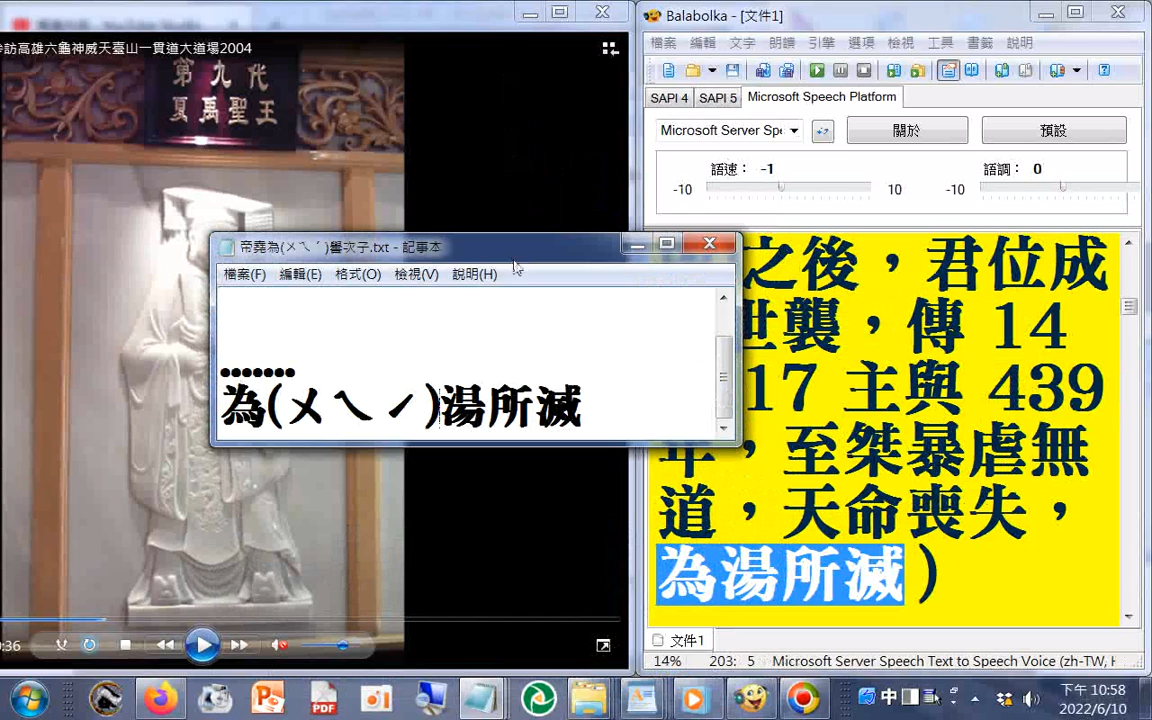 參訪高雄六龜神威天臺山一貫道大道場2004
第九代
夏禹聖王
:36
Balabolka - [文件1]
檔案 編輯 文字 朗讀 引擎 選項 檢視 工具 書籤 說明
SAPI 4 SAPI 5 Microsoft Speech Platform
Microsoft Server Spe 關於 預設
語速： -1 語調： 0
-10 10 -10
之後，君位成
世襲，傳 14
17 主與 439
年，至桀暴虐無
道，天命喪失，
為湯所滅）
文件1
14% 203: 5 Microsoft Server Speech Text to Speech Voice (zh-TW, H
帝堯為(ㄨㄟˊ)嚳次子.txt - 記事本
檔案(F) 編輯(E) 格式(O) 檢視(V) 說明(H)
•••••••
為(ㄨㄟˊ)湯所滅
PDF
中
下午 10:58
2022/6/10